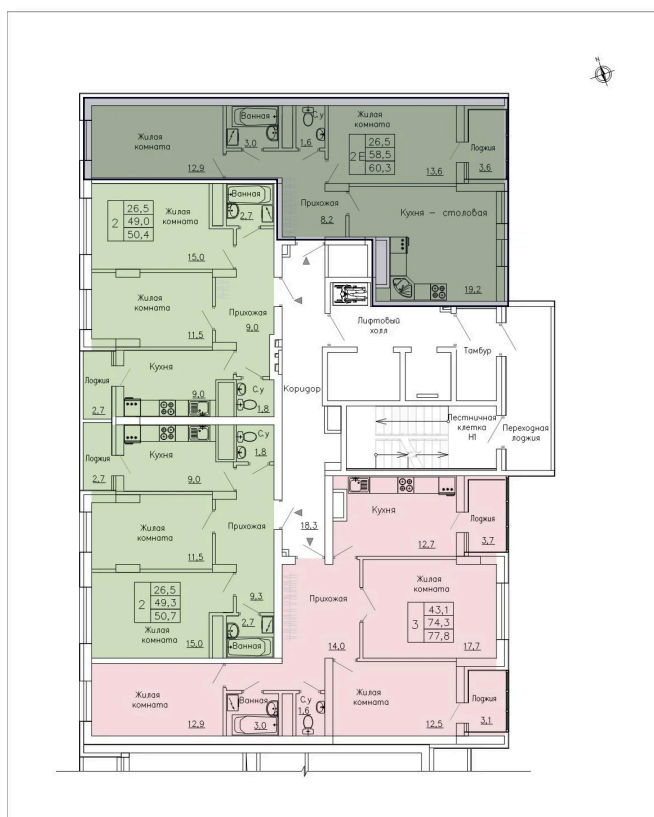 N
Ванная
С.у
Жилая
комната
Жилая
комната
3,0
1,6
26,5
2Е 58,5
60,3
Лоджия
12,9
13,6
3,6
26,5
2 49,0
50,4
Жилая
комната
Ванная
2,7
Прихожая
8,2
Кухня – столовая
15,0
19,2
Жилая
комната
Прихожая
9,0
Лифтовый
холл
11,5
Тамбур
Кухня
Лоджия
9,0
С.у
1,8
Коридор
2,7
Лестничная
клетка
Н1
Переходная
лоджия
Лоджия
Кухня
С.у
1,8
2,7
9,0
Кухня
18,3
Жилая
комната
Прихожая
12,7
Лоджия
3,7
11,5
26,5
2 49,3
50,7
9,3
Прихожая
Жилая
комната
43,1
3 74,3
77,8
2,7
Жилая
комната
15,0
Ванная
14,0
17,7
Жилая
комната
Ванная
С.у
1,6
Жилая
комната
Лоджия
12,9
3,0
12,5
3,1